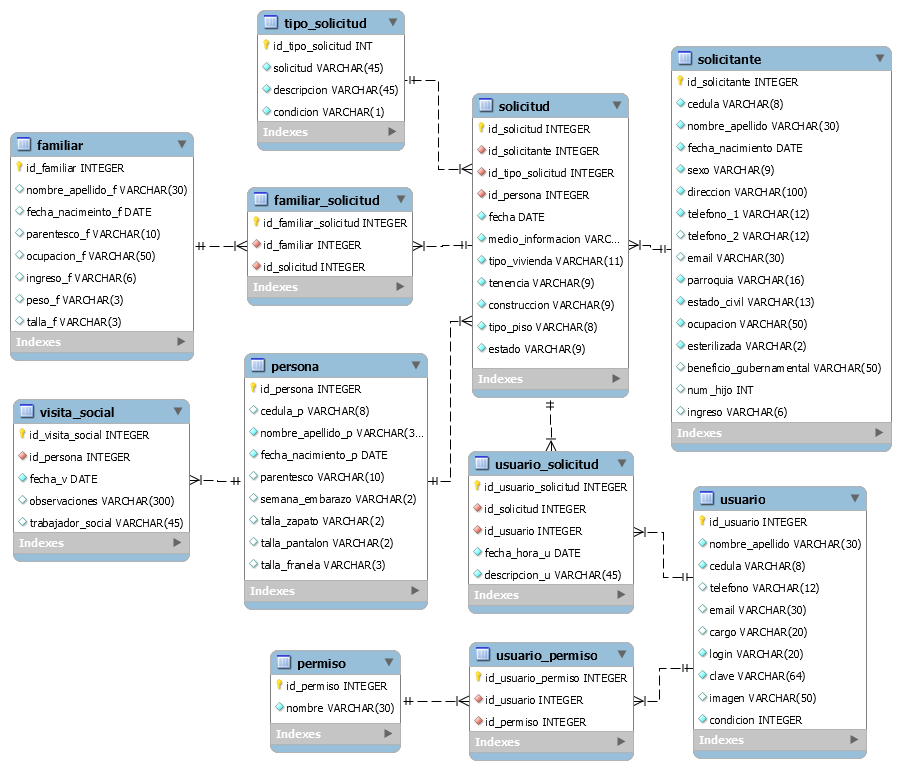 tipo_solicitud
id_tipo_solicitud INT
solicitud VARCHAR(45)
descripcion VARCHAR(45)
condicion VARCHAR(1)
Indexes
solicitante
id_solicitante INTEGER
cedula VARCHAR(8)
nombre_apellido VARCHAR(30)
fecha_nacimiento DATE
sexo VARCHAR(9)
direccion VARCHAR(100)
telefono_1 VARCHAR(12)
telefono_2 VARCHAR(12)
email VARCHAR(30)
parroquia VARCHAR(16)
estado_civil VARCHAR(13)
ocupacion VARCHAR(50)
esterilizada VARCHAR(2)
beneficio_gubernamental VARCHAR(50)
num_hijo INT
ingreso VARCHAR(6)
Indexes
solicitud
id_solicitud INTEGER
id_solicitante INTEGER
id_tipo_solicitud INTEGER
id_persona INTEGER
fecha DATE
medio_informacion VARC...
tipo_vivienda VARCHAR(11)
tenencia VARCHAR(9)
construccion VARCHAR(9)
tipo_piso VARCHAR(8)
estado VARCHAR(9)
Indexes
familiar
id_familiar INTEGER
nombre_apellido_f VARCHAR(30)
fecha_nacimeinto_f DATE
parentesco_f VARCHAR(10)
ocupacion_f VARCHAR(50)
ingreso_f VARCHAR(6)
peso_f VARCHAR(3)
talla_f VARCHAR(3)
Indexes
familiar_solicitud
id_familiar_solicitud INTEGER
id_familiar INTEGER
id_solicitud INTEGER
Indexes
persona
id_persona INTEGER
cedula_p VARCHAR(8)
nombre_apellido_p VARCHAR(3...
fecha_nacimiento_p DATE
parentesco VARCHAR(10)
semana_embarazo VARCHAR(2)
talla_zapato VARCHAR(2)
talla_pantalon VARCHAR(2)
talla_franela VARCHAR(3)
Indexes
visita_social
id_visita_social INTEGER
id_persona INTEGER
fecha_v DATE
observaciones VARCHAR(300)
trabajador_social VARCHAR(45)
Indexes
usuario_solicitud
id_usuario_solicitud INTEGER
id_solicitud INTEGER
id_usuario INTEGER
fecha_hora_u DATE
descripcion_u VARCHAR(45)
Indexes
usuario
id_usuario INTEGER
nombre_apellido VARCHAR(30)
cedula VARCHAR(8)
telefono VARCHAR(12)
email VARCHAR(30)
cargo VARCHAR(20)
login VARCHAR(20)
clave VARCHAR(64)
imagen VARCHAR(50)
condicion INTEGER
Indexes
permiso
id_permiso INTEGER
nombre VARCHAR(30)
Indexes
usuario_permiso
id_usuario_permiso INTEGER
id_usuario INTEGER
id_permiso INTEGER
Indexes